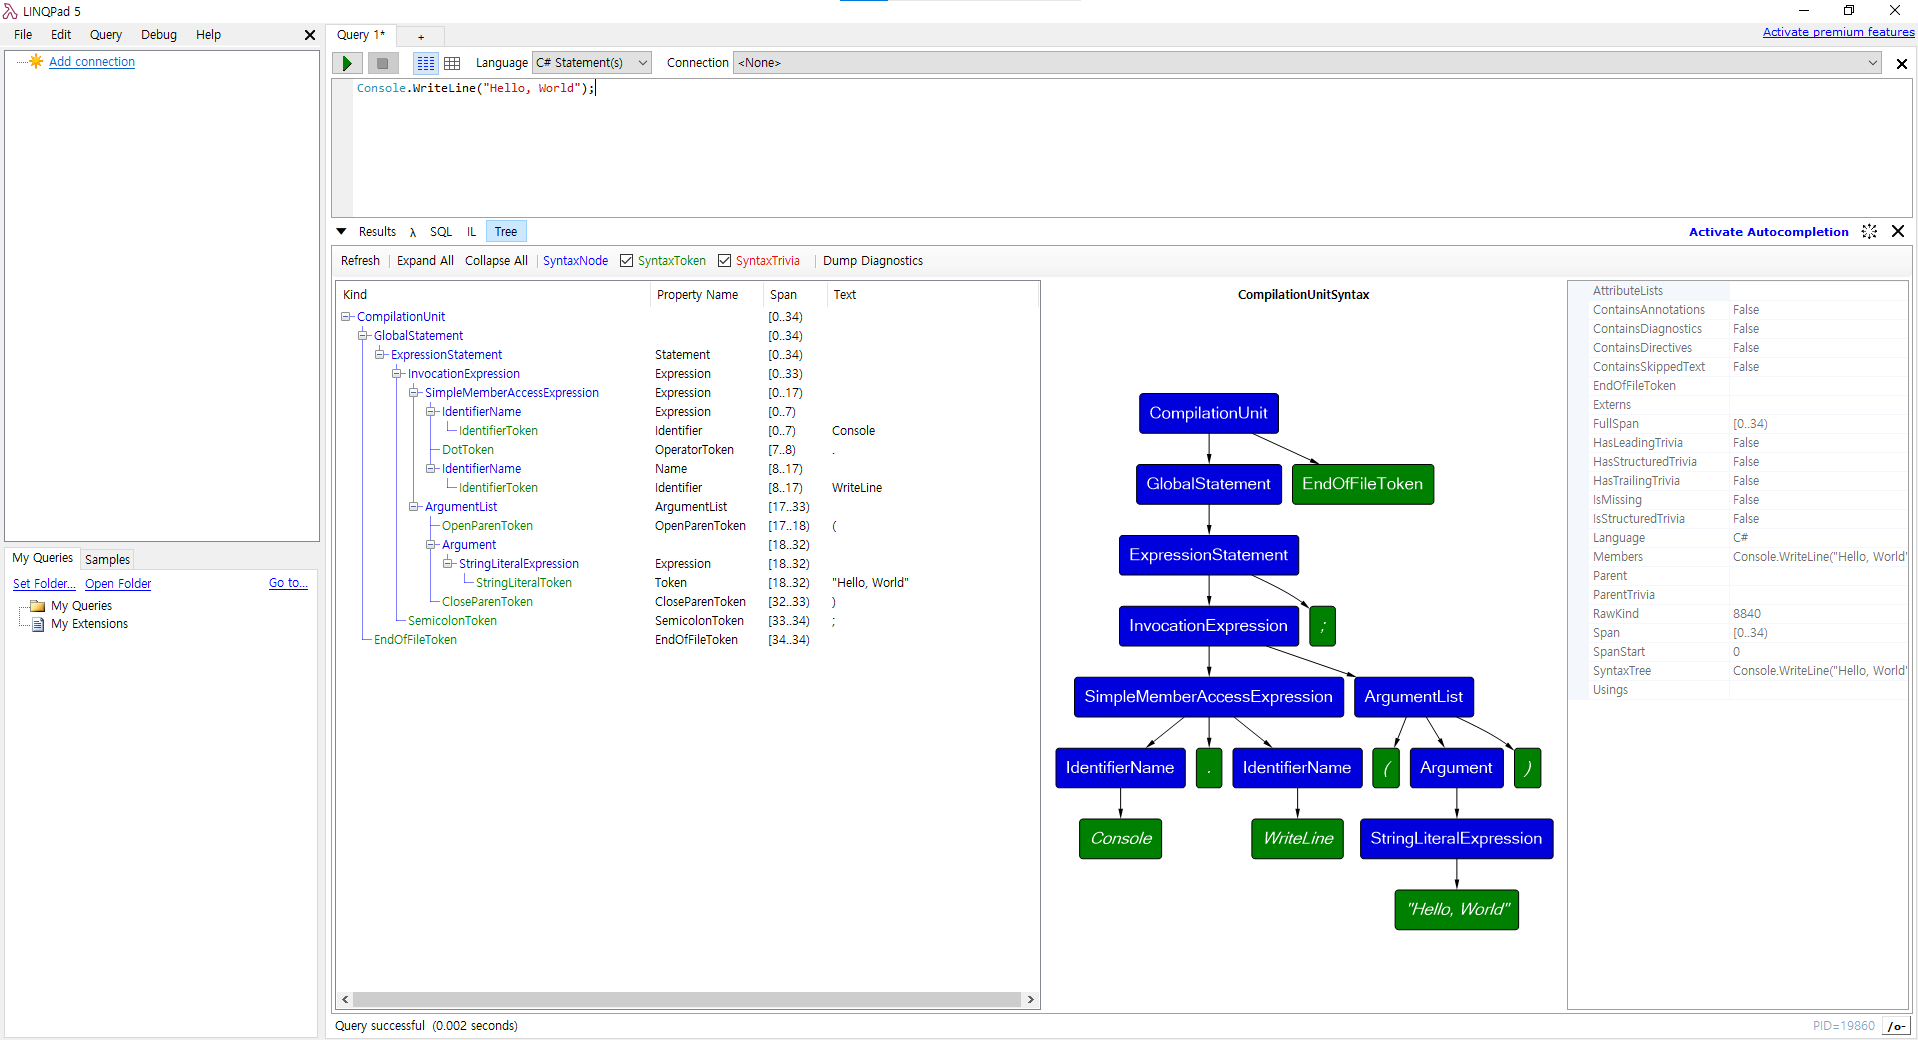 LINQPad 5
File Edit Query Debug Help
Add connection
My Queries Samples
Set Folder... Open Folder Go to...
My Queries
My Extensions
Query 1* +
Activate premium features
Language C# Statement(s) Connection <None>
Console.WriteLine("Hello, World");
Results λ SQL IL Tree
Activate Autocompletion
Refresh Expand All Collapse All SyntaxNode SyntaxToken SyntaxTrivia Dump Diagnostics
Kind Property Name Span Text
CompilationUnit [0..34)
GlobalStatement [0..34)
ExpressionStatement Statement [0..34)
InvocationExpression Expression [0..33)
SimpleMemberAccessExpression Expression [0..17)
IdentifierName Expression [0..7)
IdentifierToken Identifier [0..7) Console
DotToken OperatorToken [7..8) .
IdentifierName Name [8..17)
IdentifierToken Identifier [8..17) WriteLine
ArgumentList ArgumentList [17..33)
OpenParenToken OpenParenToken [17..18) (
Argument [18..32)
StringLiteralExpression Expression [18..32)
StringLiteralToken Token [18..32) "Hello, World"
CloseParenToken CloseParenToken [32..33) )
SemicolonToken SemicolonToken [33..34) ;
EndOfFileToken EndOfFileToken [34..34)
CompilationUnitSyntax
CompilationUnit
GlobalStatement EndOfFileToken
ExpressionStatement
InvocationExpression ;
SimpleMemberAccessExpression ArgumentList
IdentifierName . IdentifierName ( Argument )
Console WriteLine StringLiteralExpression
"Hello, World"
AttributeLists
ContainsAnnotations False
ContainsDiagnostics False
ContainsDirectives False
ContainsSkippedText False
EndOfFileToken
Externs
FullSpan [0..34)
HasLeadingTrivia False
HasStructuredTrivia False
HasTrailingTrivia False
IsMissing False
IsStructuredTrivia False
Language C#
Members Console.WriteLine("Hello, World"
Parent
ParentTrivia
RawKind 8840
Span [0..34)
SpanStart 0
SyntaxTree Console.WriteLine("Hello, World"
Usings
Query successful (0.002 seconds)
PID=19860 /o-